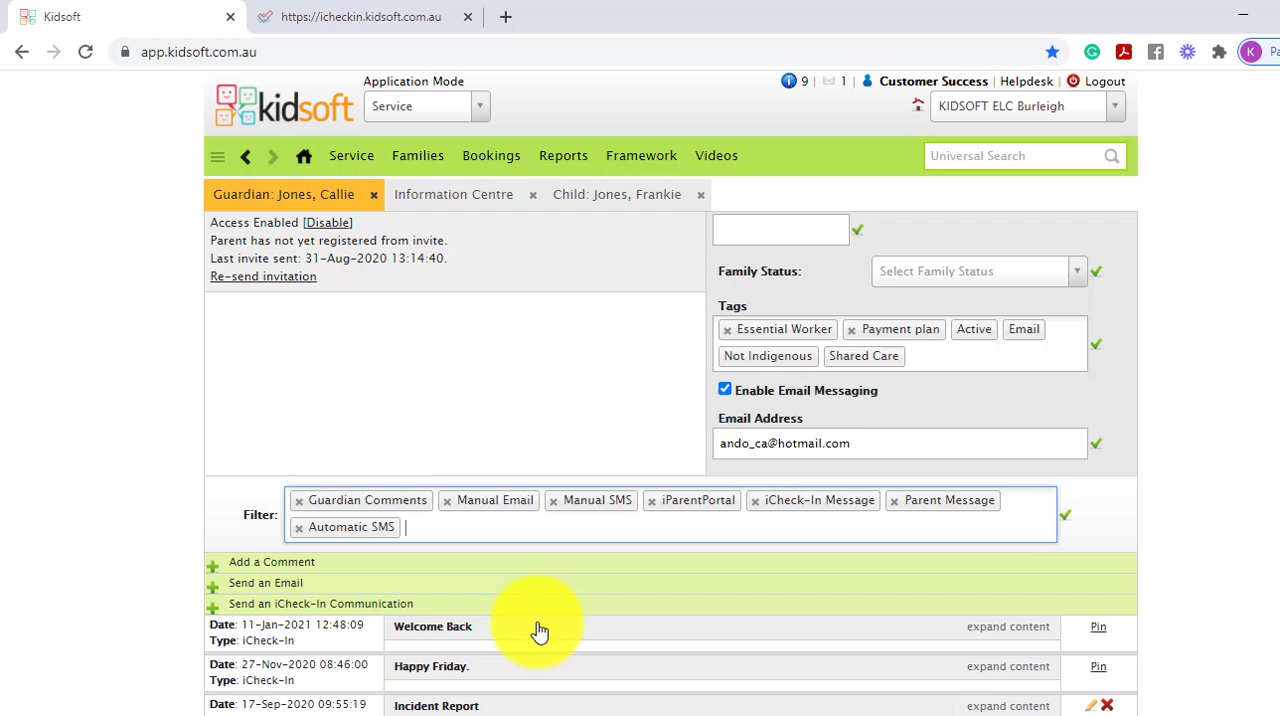 Kidsoft
https://icheckin.kidsoft.com.au
app.kidsoft.com.au
K
Pa
kidsoft
Application Mode
Service
9 | 1 | Customer Success | Helpdesk | Logout
KIDSOFT ELC Burleigh
Service Families Bookings Reports Framework Videos
Universal Search
Guardian: Jones, Callie
Information Centre
Child: Jones, Frankie
Access Enabled [Disable]
Parent has not yet registered from invite.
Last invite sent: 31-Aug-2020 13:14:40.
Re-send invitation
Family Status:
Select Family Status
Tags
Essential Worker Payment plan Active Email
Not Indigenous Shared Care
Enable Email Messaging
Email Address
ando_ca@hotmail.com
Filter:
Guardian Comments Manual Email Manual SMS iParentPortal iCheck-In Message Parent Message
Automatic SMS
Add a Comment
Send an Email
Send an iCheck-In Communication
Date: 11-Jan-2021 12:48:09
Type: iCheck-In
Welcome Back
expand content
Pin
Date: 27-Nov-2020 08:46:00
Type: iCheck-In
Happy Friday.
expand content
Pin
Date: 17-Sep-2020 09:55:19
Incident Report